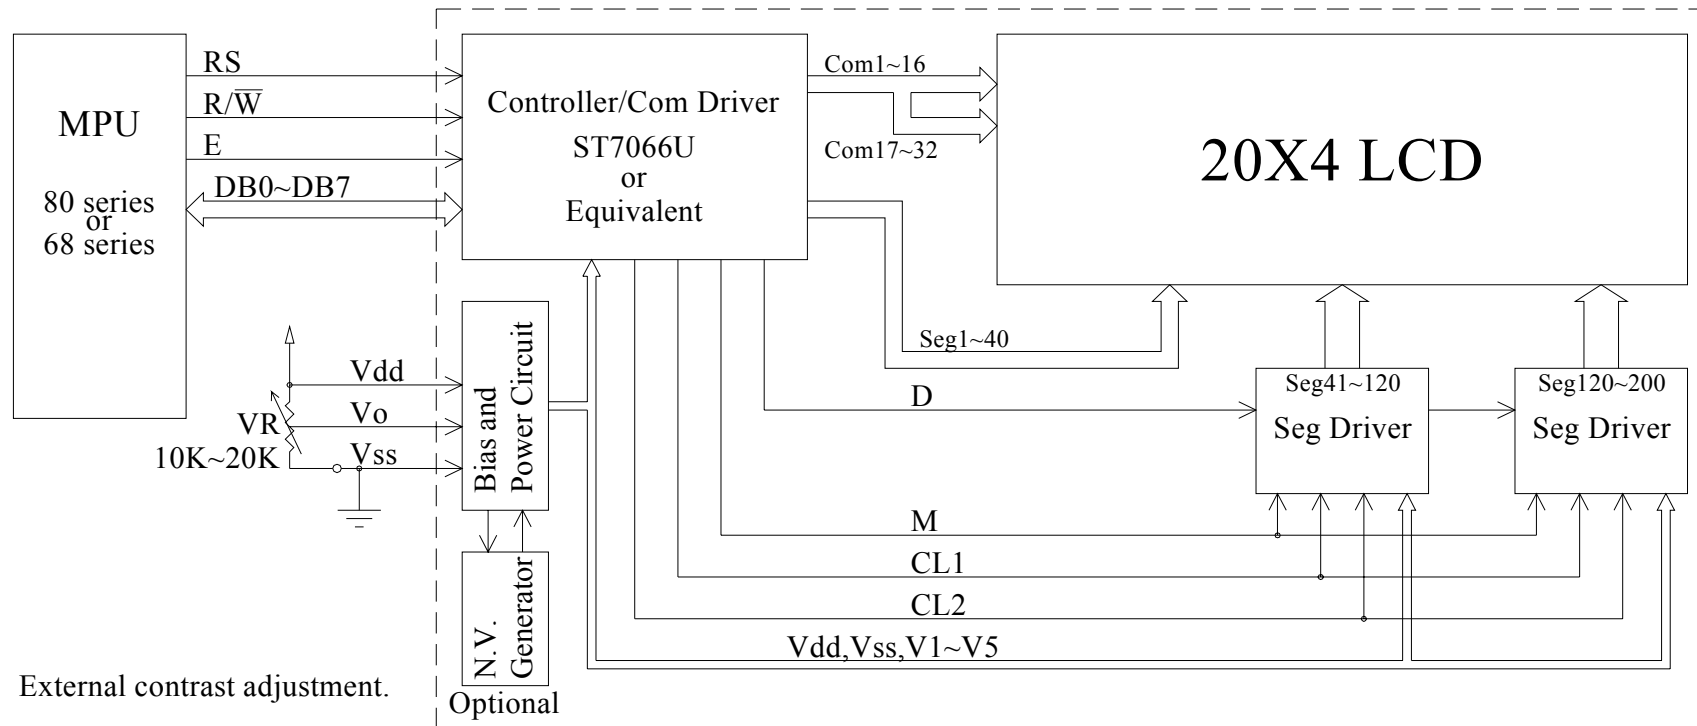 MPU
80 series
or
68 series
RS
R/W̅
E
DB0~DB7
Controller/Com Driver
ST7066U
or
Equivalent
Com1~16
Com17~32
20X4 LCD
Seg1~40
D
Seg41~120
Seg Driver
Seg120~200
Seg Driver
Vdd
Vo
Vss
VR
10K~20K
Bias and
Power Circuit
M
CL1
CL2
Vdd,Vss,V1~V5
N.V.
Generator
Optional
External contrast adjustment.